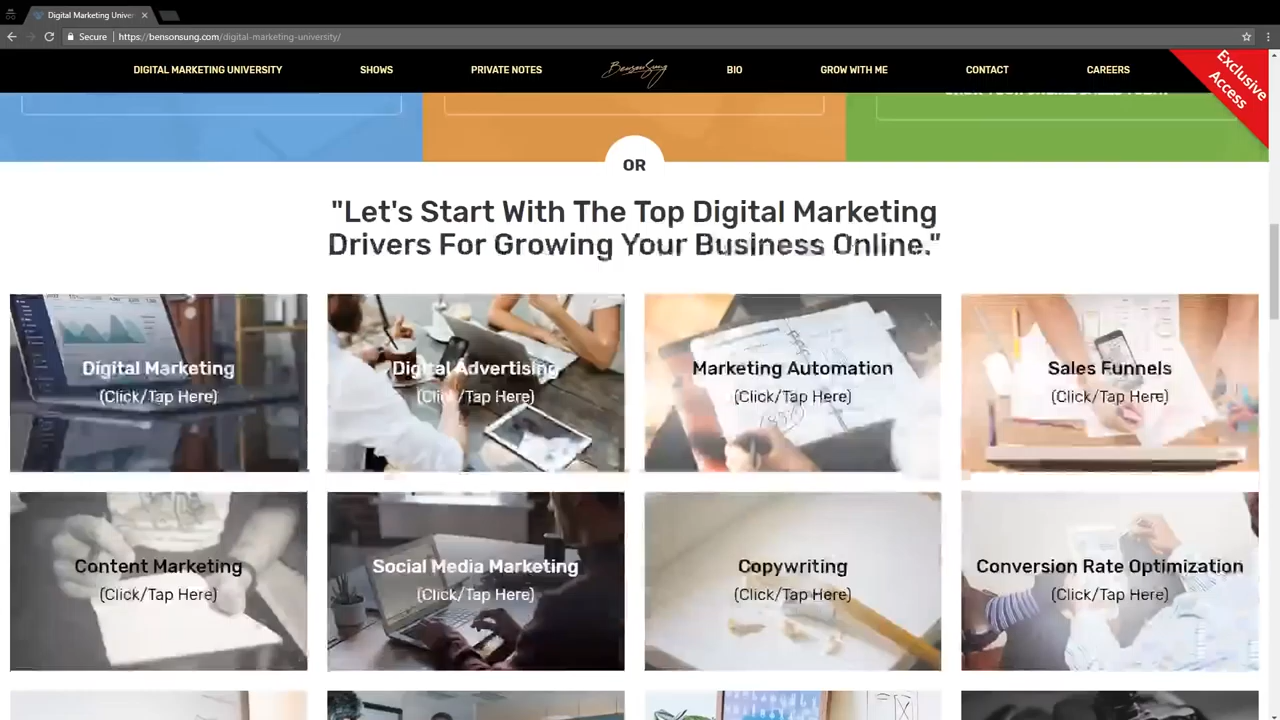 Digital Marketing Univer
Secure
https://bensonsung.com/digital-marketing-university/
DIGITAL MARKETING UNIVERSITY
SHOWS
PRIVATE NOTES
BensonSung
BIO
GROW WITH ME
CONTACT
CAREERS
Exclusive
Access
OR
"Let's Start With The Top Digital Marketing
Drivers For Growing Your Business Online."
Digital Marketing
(Click/Tap Here)
Digital Advertising
(Click/Tap Here)
Marketing Automation
(Click/Tap Here)
Sales Funnels
(Click/Tap Here)
Content Marketing
(Click/Tap Here)
Social Media Marketing
(Click/Tap Here)
Copywriting
(Click/Tap Here)
Conversion Rate Optimization
(Click/Tap Here)